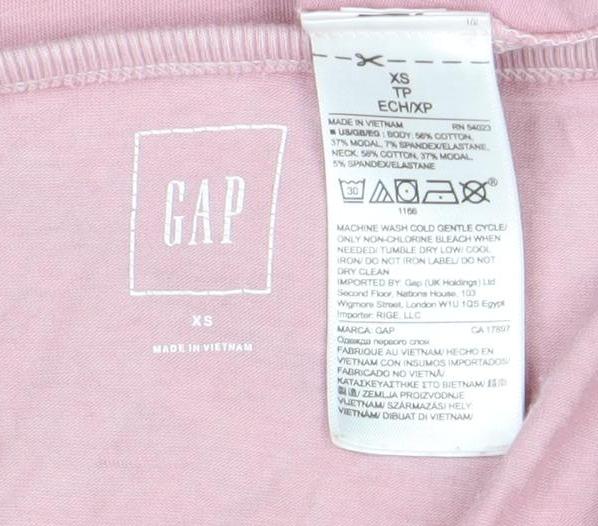 GAP
XS
MADE IN VIETNAM
XS
TP
ECH/XP
MADE IN VIETNAM RN 54023
■ US/GB/EG : BODY: 56% COTTON,
37% MODAL, 7% SPANDEX/ELASTANE,
NECK: 58% COTTON, 37% MODAL,
5% SPANDEX/ELASTANE
30 ®
1166
MACHINE WASH COLD GENTLE CYCLE/
ONLY NON-CHLORINE BLEACH WHEN
NEEDED/ TUMBLE DRY LOW/ COOL
IRON/ DO NOT IRON LABEL/ DO NOT
DRY CLEAN
IMPORTED BY: Gap (UK Holdings) Ltd
Second Floor, Nations House, 103
Wigmore Street, London W1U 1QS Egypt
Importer: RIGE, LLC
MARCA: GAP CA 17897
Одежда первого слоя
FABRIQUE AU VIETNAM/ HECHO EN
VIETNAM CON INSUMOS IMPORTADOS/
FABRICADO NO VIETNÃ/
ΚΑΤΑΣΚΕΥΑΣΤΗΚΕ ΣΤΟ ΒΙΕΤΝΑΜ/
ZEMLJA PROIZVODNJE
VIJETNAM/ SZÁRMAZÁSI HELY:
VIETNÁM/ DIBUAT DI VIETNAM/